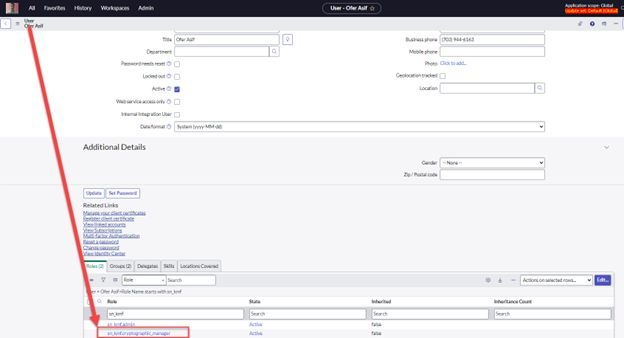 All Favorites History Workspaces Admin User - Ofer Asif Application scope: Global
Update set: Default [Global]
User
Ofer Asif
Title Ofer Asif Business phone (703) 944-6163
Department Mobile phone
Password needs reset Photo Click to add...
Locked out Geolocation tracked
Active Location
Web service access only
Internal Integration User
Date format System (yyyy-MM-dd)
Additional Details
Gender -- None --
Zip / Postal code
Update Set Password
Related Links
Manage your client certificates
Register client certificate
View linked accounts
View Subscriptions
Multi-Factor Authentication
Reset a password
Change password
View Identity Center
Roles (2) Groups (2) Delegates Skills Locations Covered
Role Search Actions on selected rows... Edit...
User = Ofer Asif > Role Name starts with sn_kmf
Role State Inherited Inheritance Count
sn_kmf Search Search Search
sn_kmf.admin Active false
sn_kmf.cryptographic_manager Active false